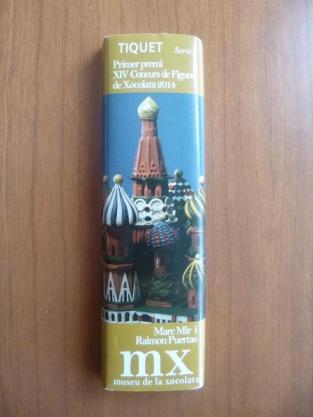 TIQUET Serie
Primer premi
XIV Concurs de Figures
de Xocolata 2014
Marc Mir i
Raimon Puertas
mx
museu de la xocolata